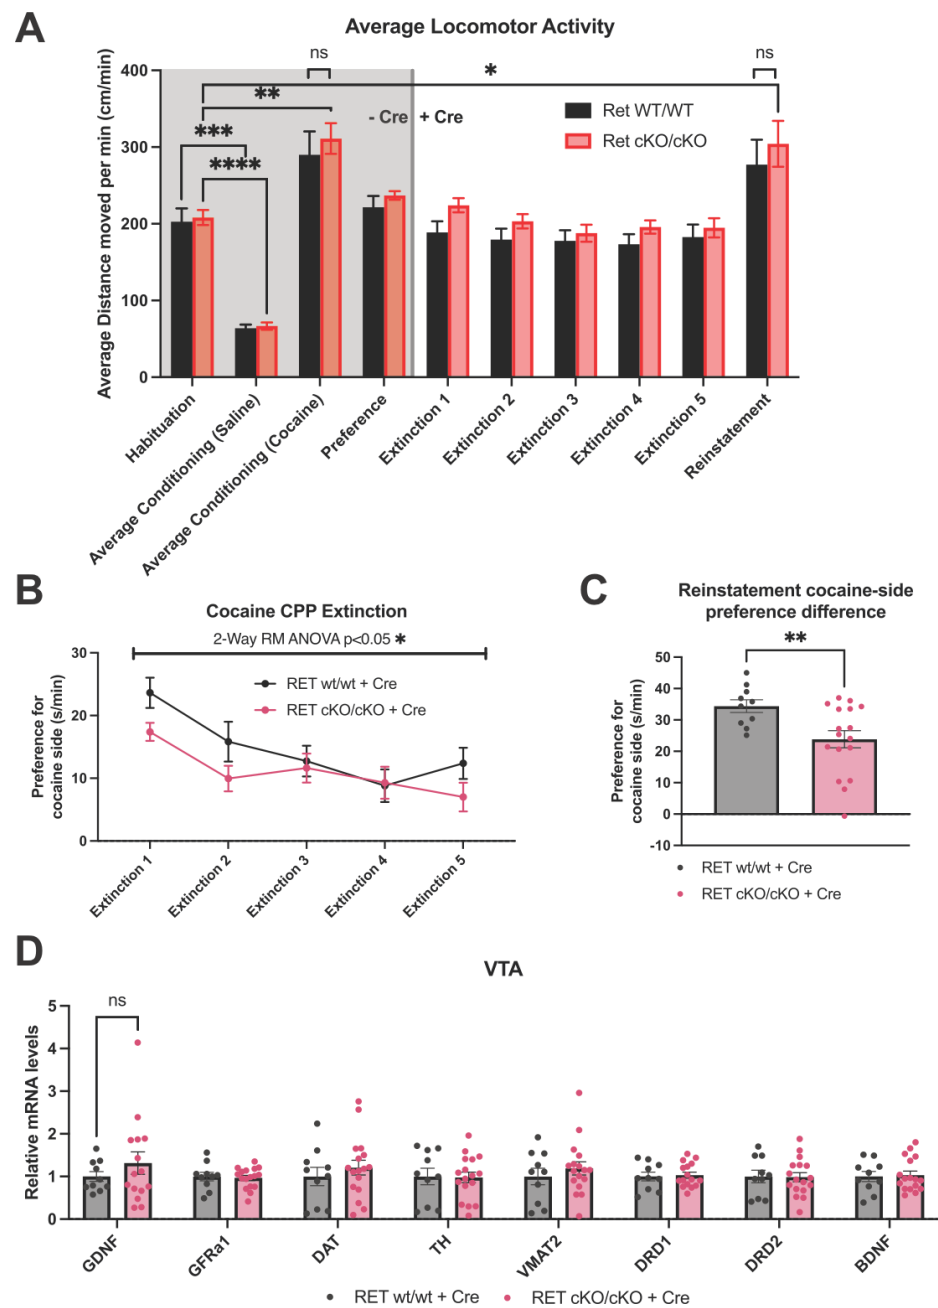 A
Average Locomotor Activity
Average Distance moved per min (cm/min)
400
300
200
100
0
ns
*
ns
**
***
****
- Cre + Cre
Ret WT/WT
Ret cKO/cKO
Habituation
Average Conditioning (Saline)
Average Conditioning (Cocaine)
Preference
Extinction 1
Extinction 2
Extinction 3
Extinction 4
Extinction 5
Reinstatement
B
Cocaine CPP Extinction
2-Way RM ANOVA p<0.05 *
Preference for
cocaine side (s/min)
30
20
10
0
RET wt/wt + Cre
RET cKO/cKO + Cre
Extinction 1
Extinction 2
Extinction 3
Extinction 4
Extinction 5
C
Reinstatement cocaine-side
preference difference
**
Preference for
cocaine side (s/min)
50
40
30
20
10
0
-10
RET wt/wt + Cre
RET cKO/cKO + Cre
D
VTA
Relative mRNA levels
5
4
3
2
1
0
ns
GDNF
GFRa1
DAT
TH
VMAT2
DRD1
DRD2
BDNF
RET wt/wt + Cre
RET cKO/cKO + Cre